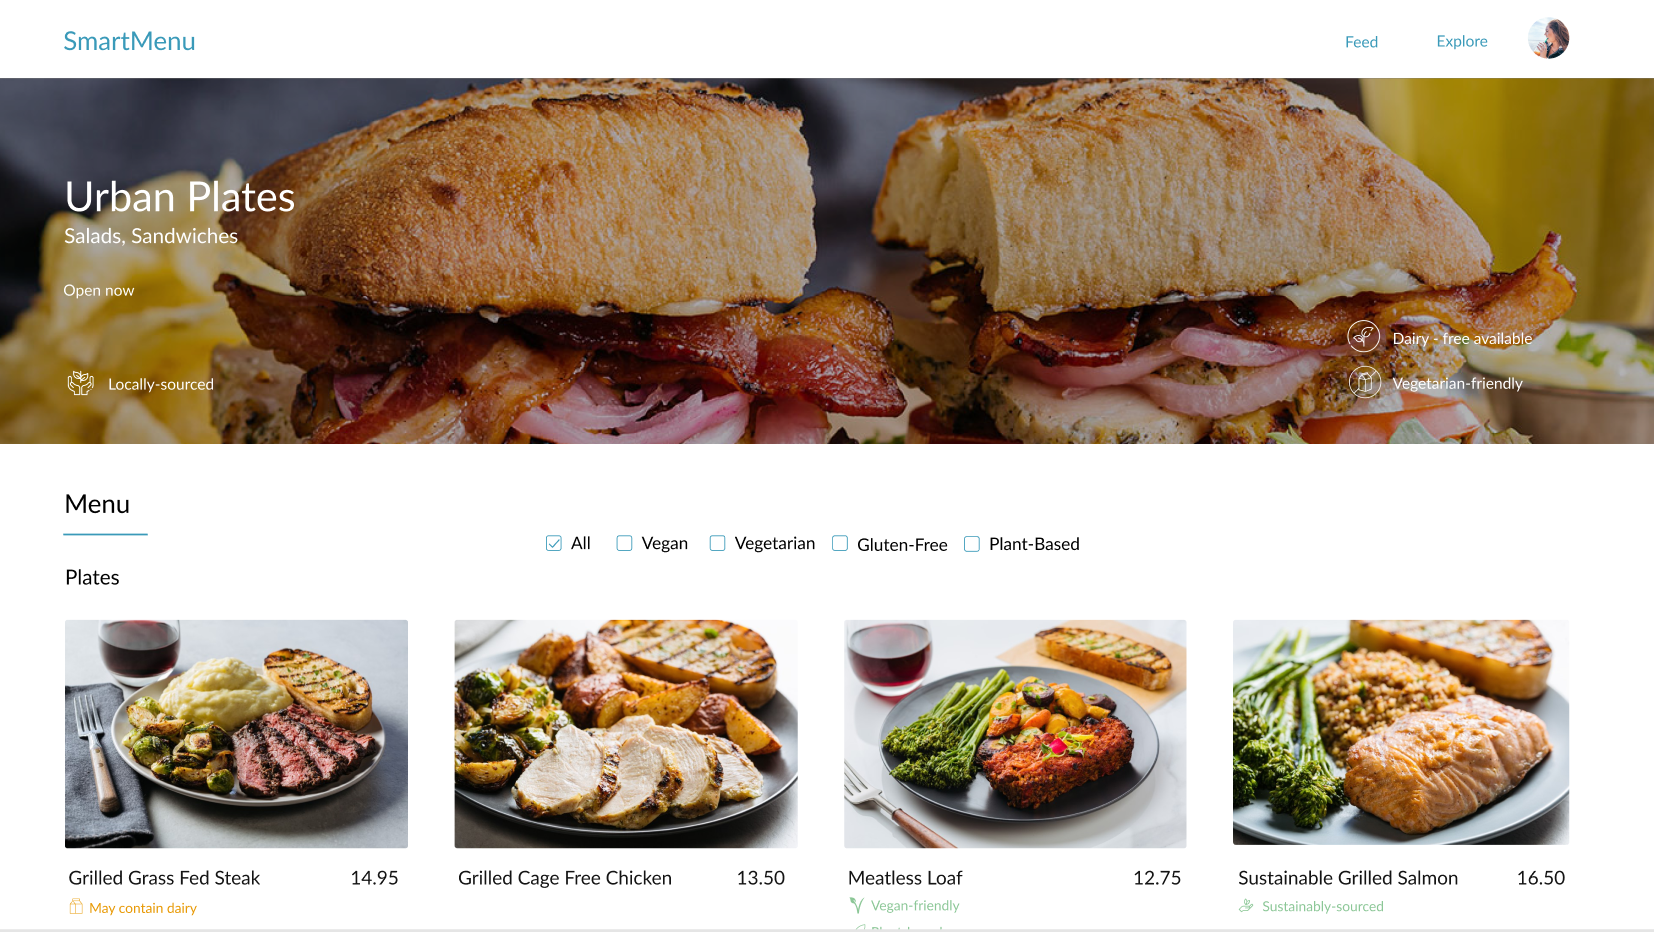 SmartMenu
Feed
Explore
Urban Plates
Salads, Sandwiches
Open now
Locally-sourced
Dairy - free available
Vegetarian-friendly
Menu
All
Vegan
Vegetarian
Gluten-Free
Plant-Based
Plates
Grilled Grass Fed Steak
14.95
May contain dairy
Grilled Cage Free Chicken
13.50
Meatless Loaf
12.75
Vegan-friendly
Sustainable Grilled Salmon
16.50
Sustainably-sourced